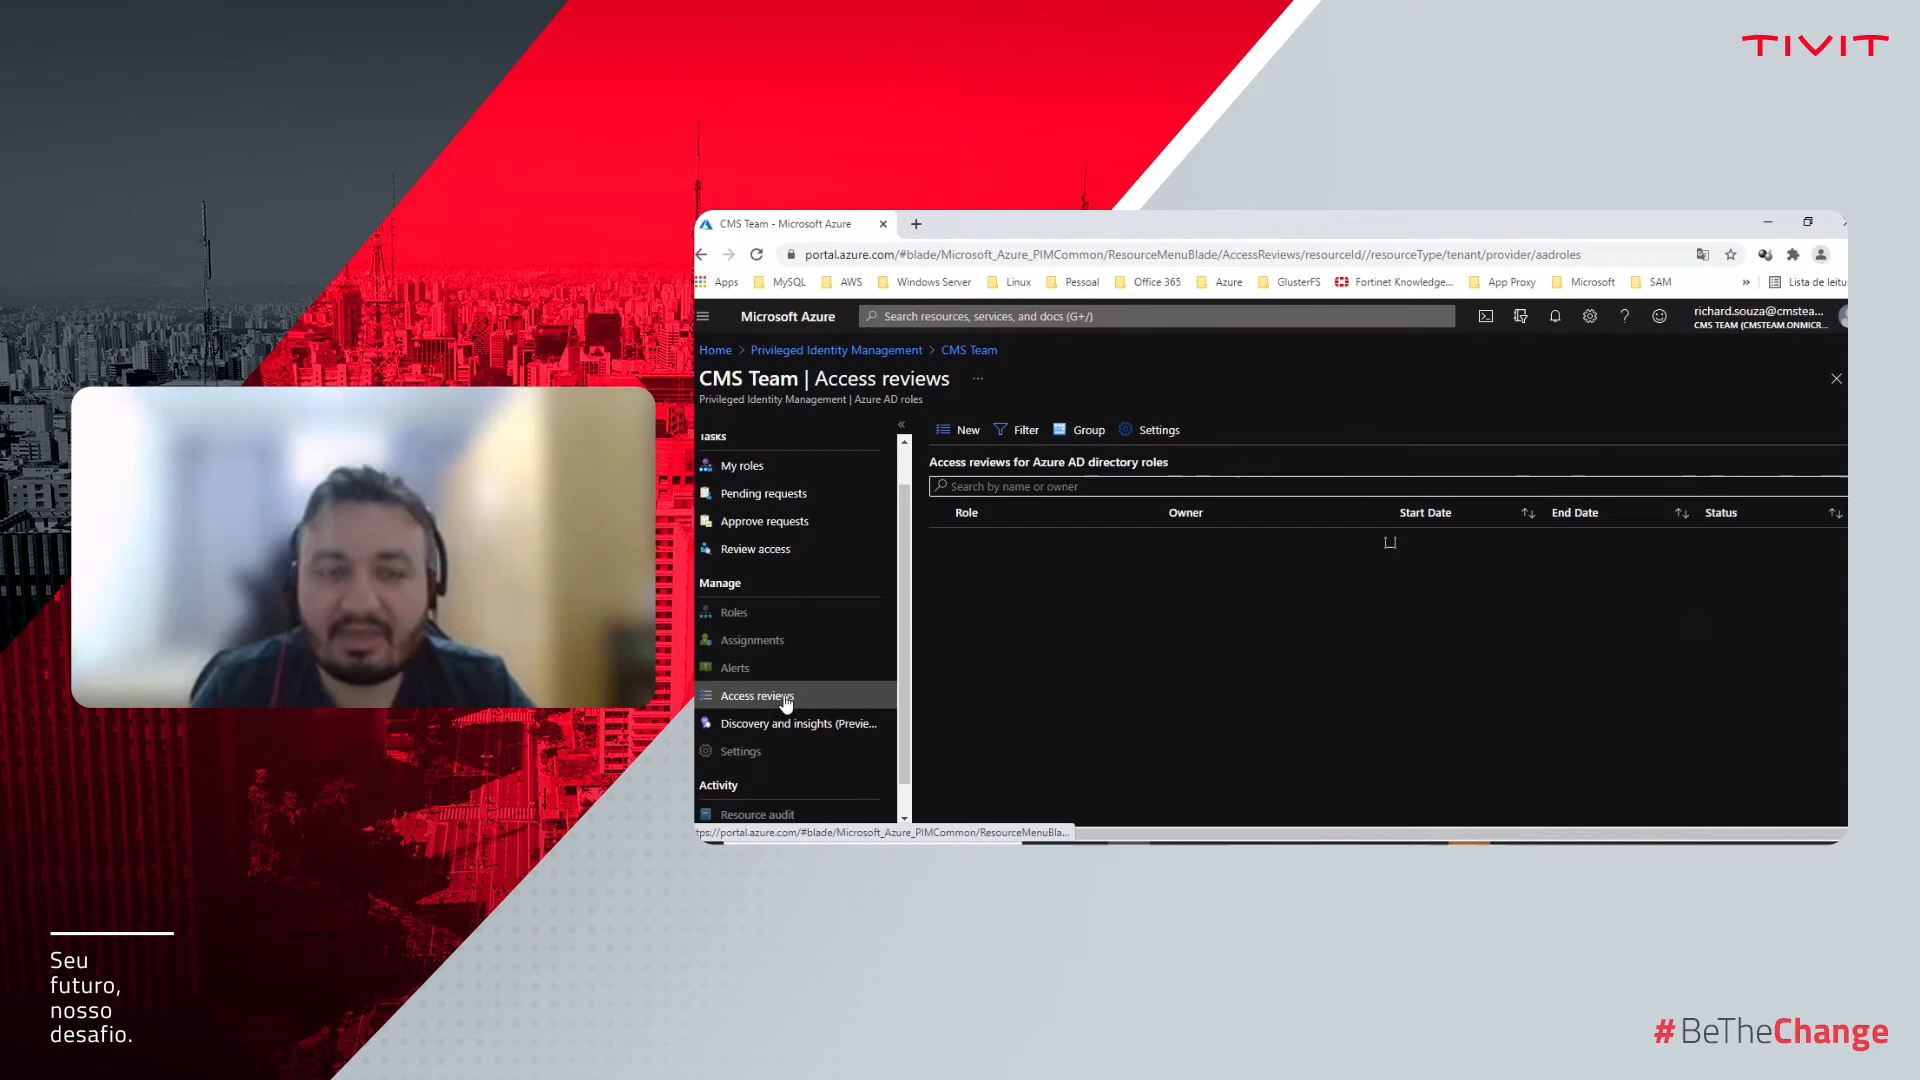 TIVIT
CMS Team - Microsoft Azure
portal.azure.com/#blade/Microsoft_Azure_PIMCommon/ResourceMenuBlade/AccessReviews/resourceId//resourceType/tenant/provider/aadroles
Apps MySQL AWS Windows Server Linux Pessoal Office 365 Azure GlusterFS Fortinet Knowledge... App Proxy Microsoft SAM » Lista de leitu
Microsoft Azure
Search resources, services, and docs (G+/)
richard.souza@cmstea...
CMS TEAM (CMSTEAM.ONMICR...
Home > Privileged Identity Management > CMS Team
CMS Team | Access reviews ...
Privileged Identity Management | Azure AD roles
«
Tasks
My roles
Pending requests
Approve requests
Review access
Manage
Roles
Assignments
Alerts
Access reviews
Discovery and insights (Previe...
Settings
Activity
Resource audit
tps://portal.azure.com/#blade/Microsoft_Azure_PIMCommon/ResourceMenuBla...
New Filter Group Settings
Access reviews for Azure AD directory roles
Search by name or owner
Role Owner Start Date End Date Status
Seu
futuro,
nosso
desafio.
#BeTheChange